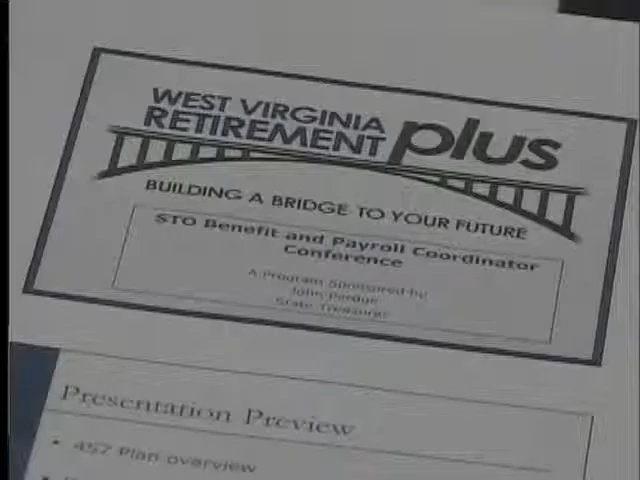 WEST VIRGINIA
RETIREMENT plus
BUILDING A BRIDGE TO YOUR FUTURE
STO Benefit and Payroll Coordinator
Conference
A Program Sponsored by
John Perdue
State Treasurer
Presentation Preview
• 457 Plan overview